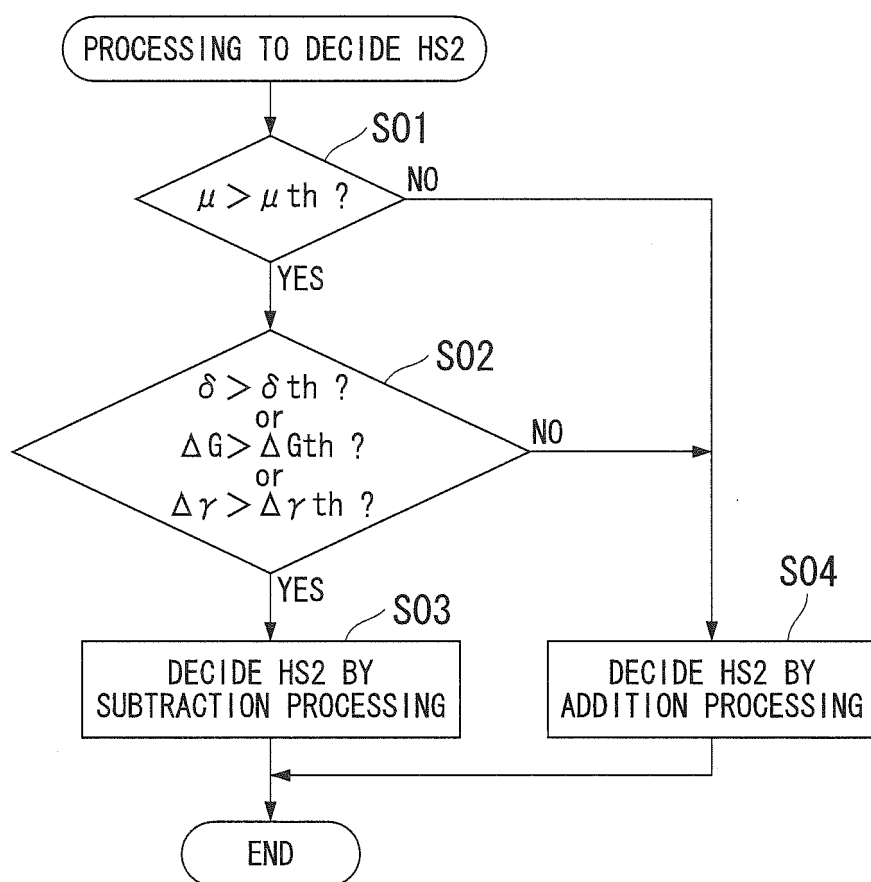 PROCESSING TO DECIDE HS2
S01
μ > μth ?
NO
YES
S02
δ > δth ?
or
ΔG > ΔGth ?
or
Δγ > Δγth ?
NO
YES
S03
DECIDE HS2 BY
SUBTRACTION PROCESSING
S04
DECIDE HS2 BY
ADDITION PROCESSING
END